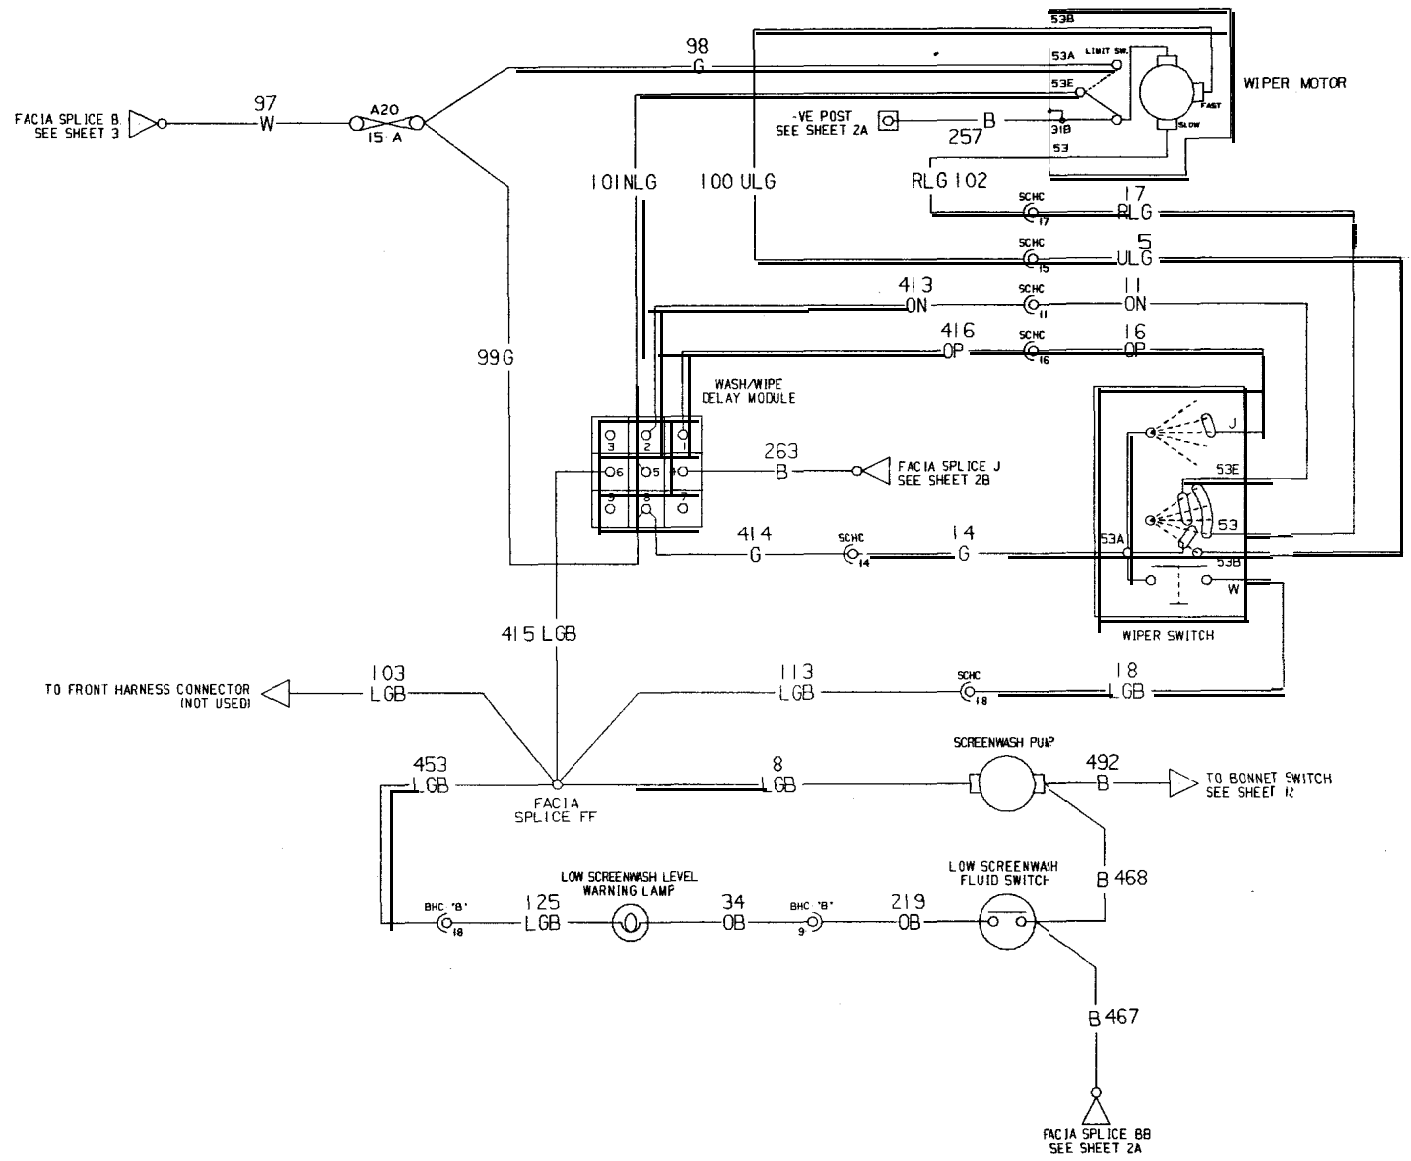 53B
98
G
53A
LIMIT SW.
53E
WIPER MOTOR
FAST
SLOW
97
W
A20
15 A
FACIA SPLICE B.
SEE SHEET 3
-VE POST
SEE SHEET 2A
B
257
31B
53
101NLG
100 ULG
RLG 102
SCHC
17
17
RLG
SCHC
15
5
ULG
413
ON
SCHC
11
11
ON
416
OP
SCHC
16
16
OP
99G
WASH/WIPE
DELAY MODULE
3
2
1
6
5
4
9
8
7
263
B
FACIA SPLICE J
SEE SHEET 2B
J
53E
53
53A
53B
W
WIPER SWITCH
414
G
SCHC
14
14
G
415 LGB
TO FRONT HARNESS CONNECTOR
(NOT USED)
103
LGB
113
LGB
SCHC
18
18
LGB
453
LGB
FACIA
SPLICE FF
8
LGB
SCREENWASH PUMP
492
B
TO BONNET SWITCH
SEE SHEET
LOW SCREENWASH LEVEL
WARNING LAMP
LOW SCREENWASH
FLUID SWITCH
B 468
BHC "B"
18
125
LGB
34
OB
BHC "B"
9
219
OB
B 467
FACIA SPLICE BB
SEE SHEET 2A